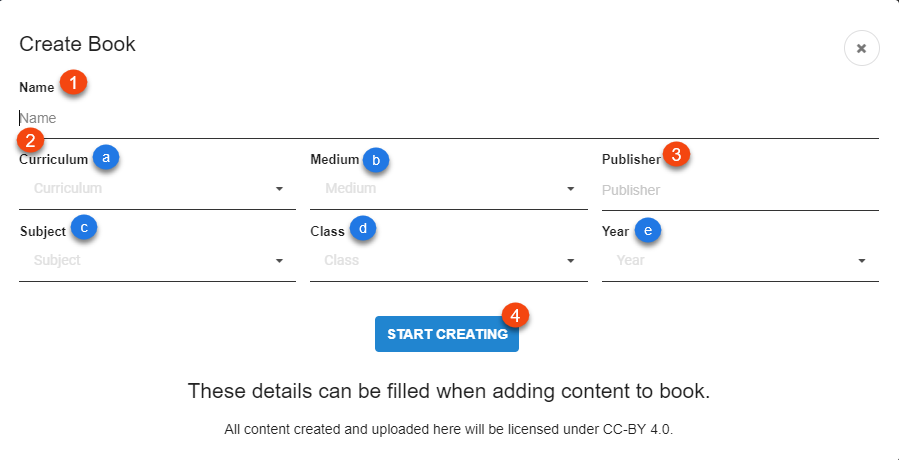 Create Book
Name 1
Name
2
Curriculum a Medium b Publisher 3
Curriculum Medium Publisher
Subject c Class d Year e
Subject Class Year
START CREATING 4
These details can be filled when adding content to book.
All content created and uploaded here will be licensed under CC-BY 4.0.